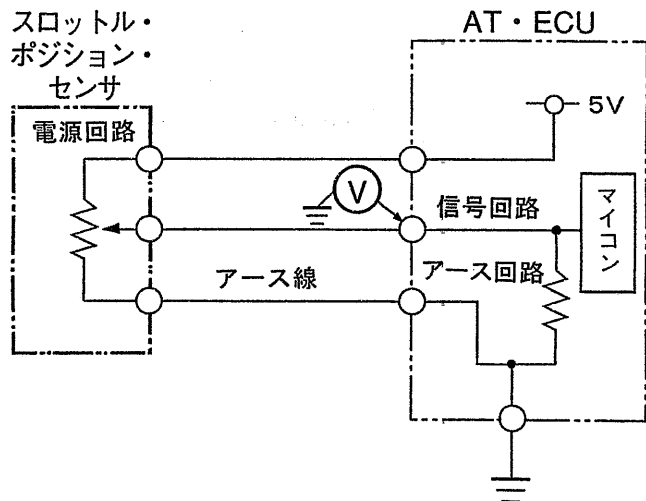 スロットル・
ポジション・
センサ
電源回路
AT・ECU
5V
V
信号回路
マイコン
アース線
アース回路